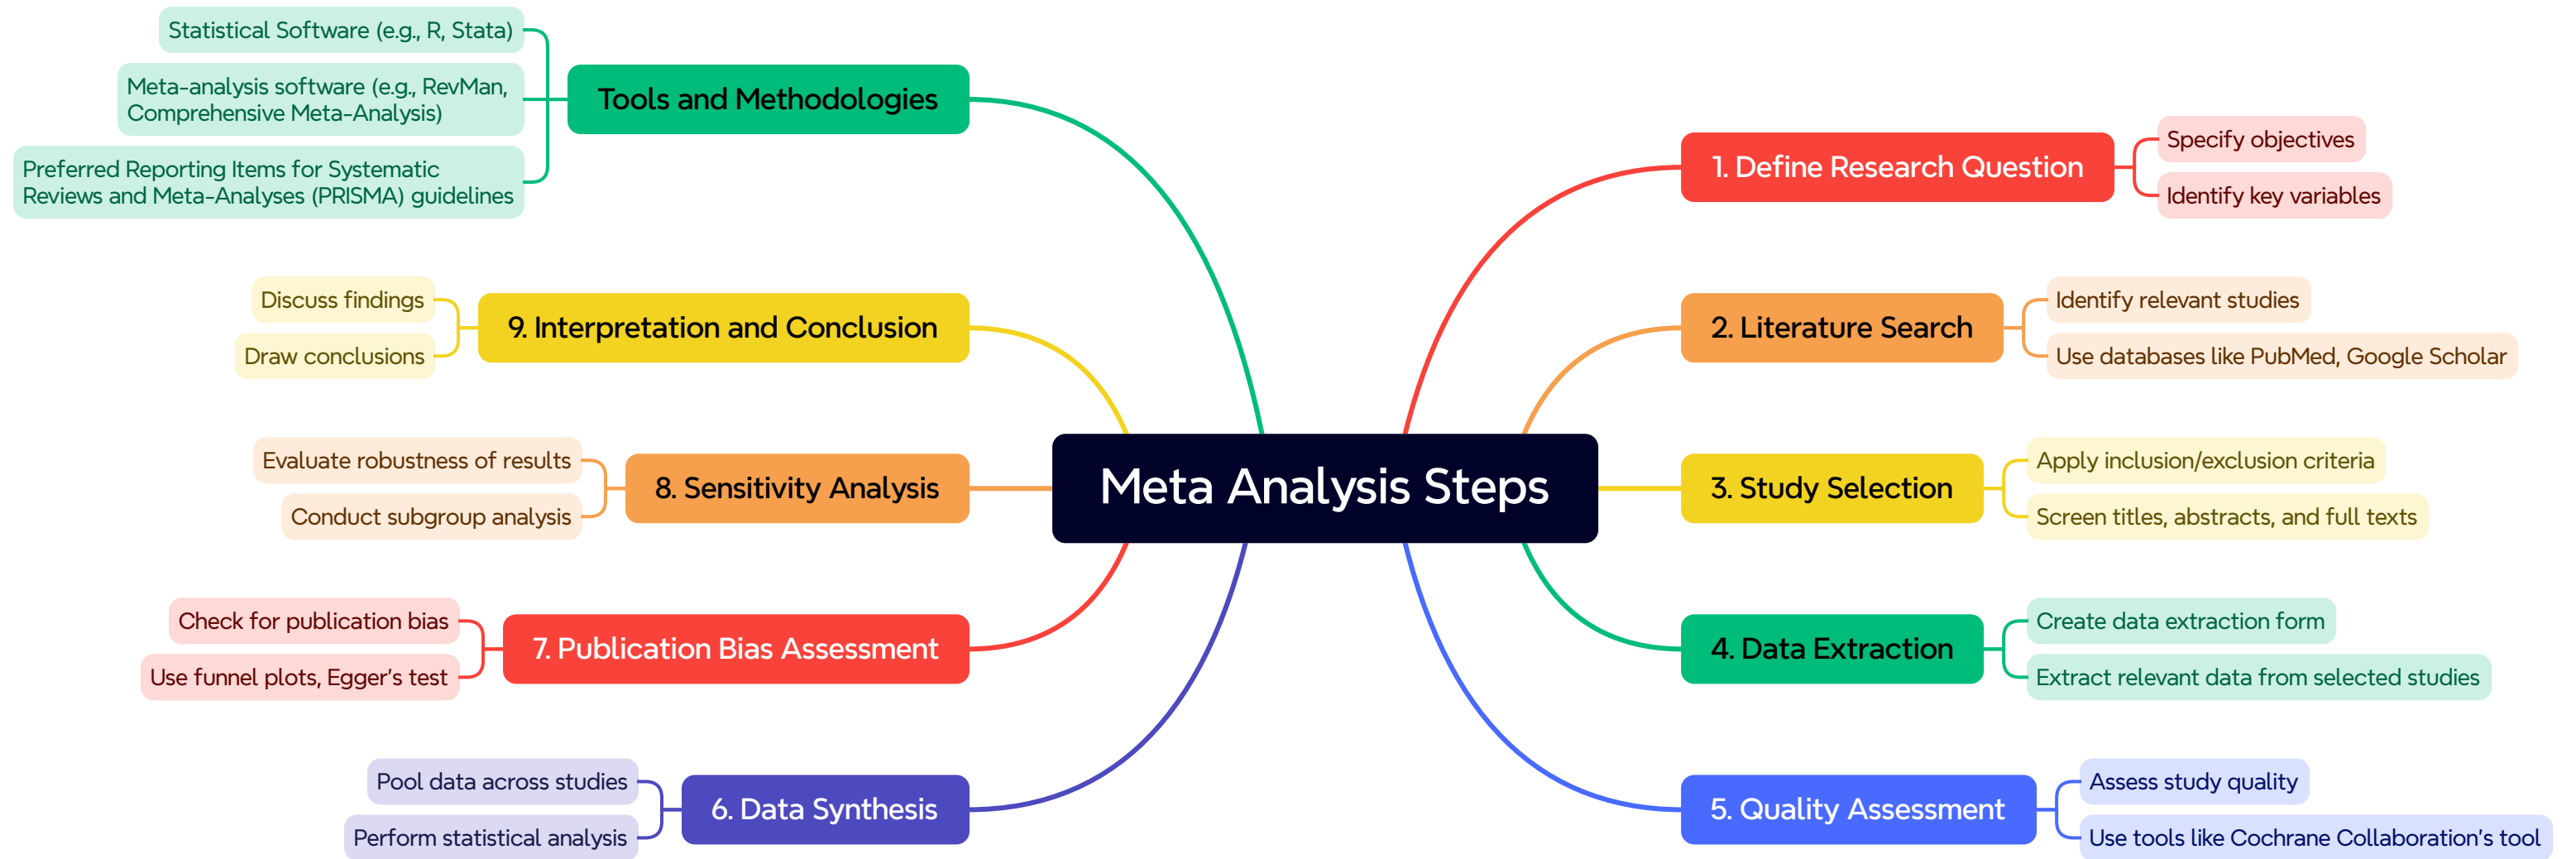 Meta Analysis Steps
1. Define Research Question
Specify objectives
Identify key variables
2. Literature Search
Identify relevant studies
Use databases like PubMed, Google Scholar
3. Study Selection
Apply inclusion/exclusion criteria
Screen titles, abstracts, and full texts
4. Data Extraction
Create data extraction form
Extract relevant data from selected studies
5. Quality Assessment
Assess study quality
Use tools like Cochrane Collaboration's tool
6. Data Synthesis
Pool data across studies
Perform statistical analysis
7. Publication Bias Assessment
Check for publication bias
Use funnel plots, Egger's test
8. Sensitivity Analysis
Evaluate robustness of results
Conduct subgroup analysis
9. Interpretation and Conclusion
Discuss findings
Draw conclusions
Tools and Methodologies
Statistical Software (e.g., R, Stata)
Meta-analysis software (e.g., RevMan,
Comprehensive Meta-Analysis)
Preferred Reporting Items for Systematic
Reviews and Meta-Analyses (PRISMA) guidelines